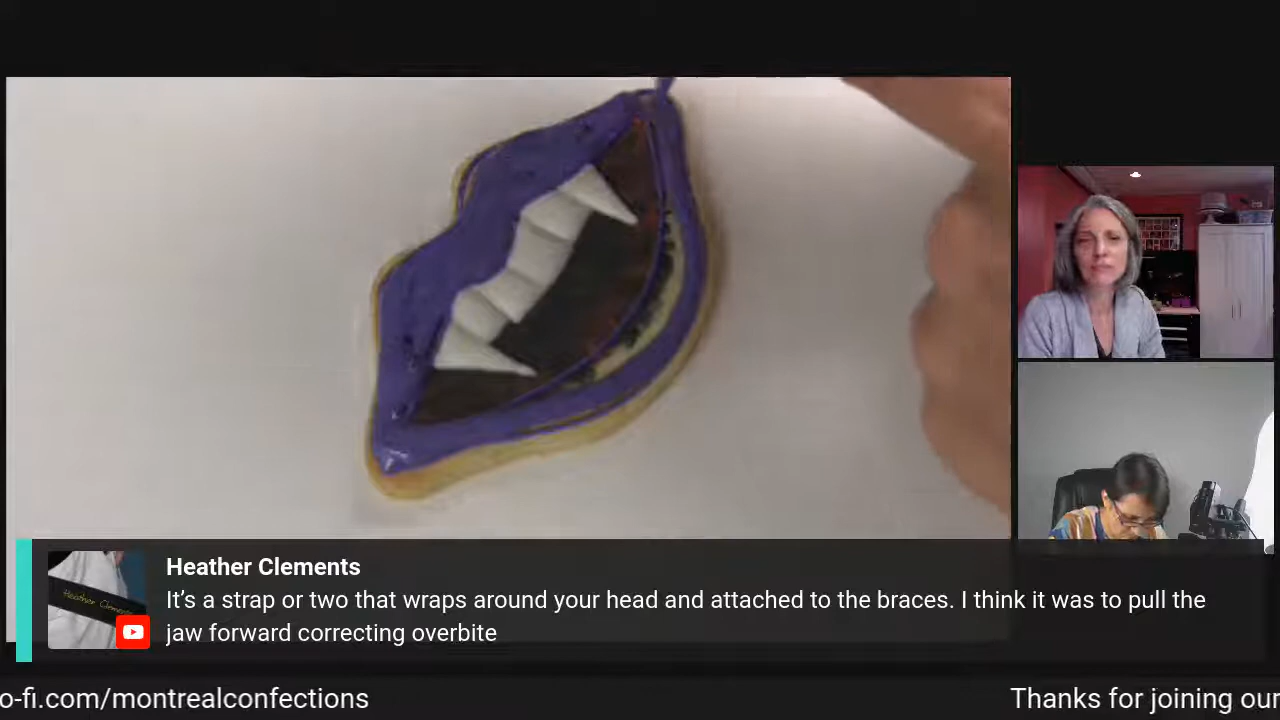 Heather Clements
It’s a strap or two that wraps around your head and attached to the braces. I think it was to pull the
jaw forward correcting overbite
o-fi.com/montrealconfections
Thanks for joining our